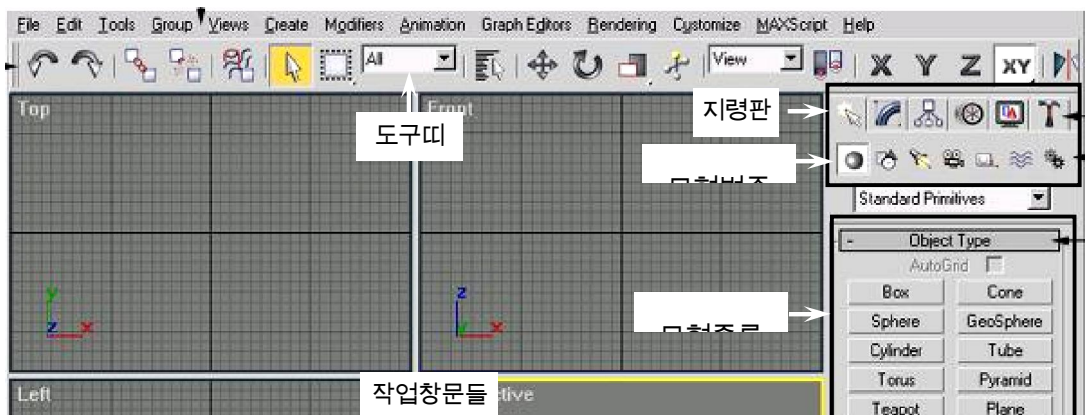 File Edit Tools Group Views Create Modifiers Animation Graph Editors Rendering Customize MAXScript Help
All View X Y Z XY
Top
Front
도구띠
지령판
Standard Primitives
- Object Type
AutoGrid
Box Cone
Sphere GeoSphere
Cylinder Tube
Torus Pyramid
Teapot Plane
Left
작업창문들
ctive